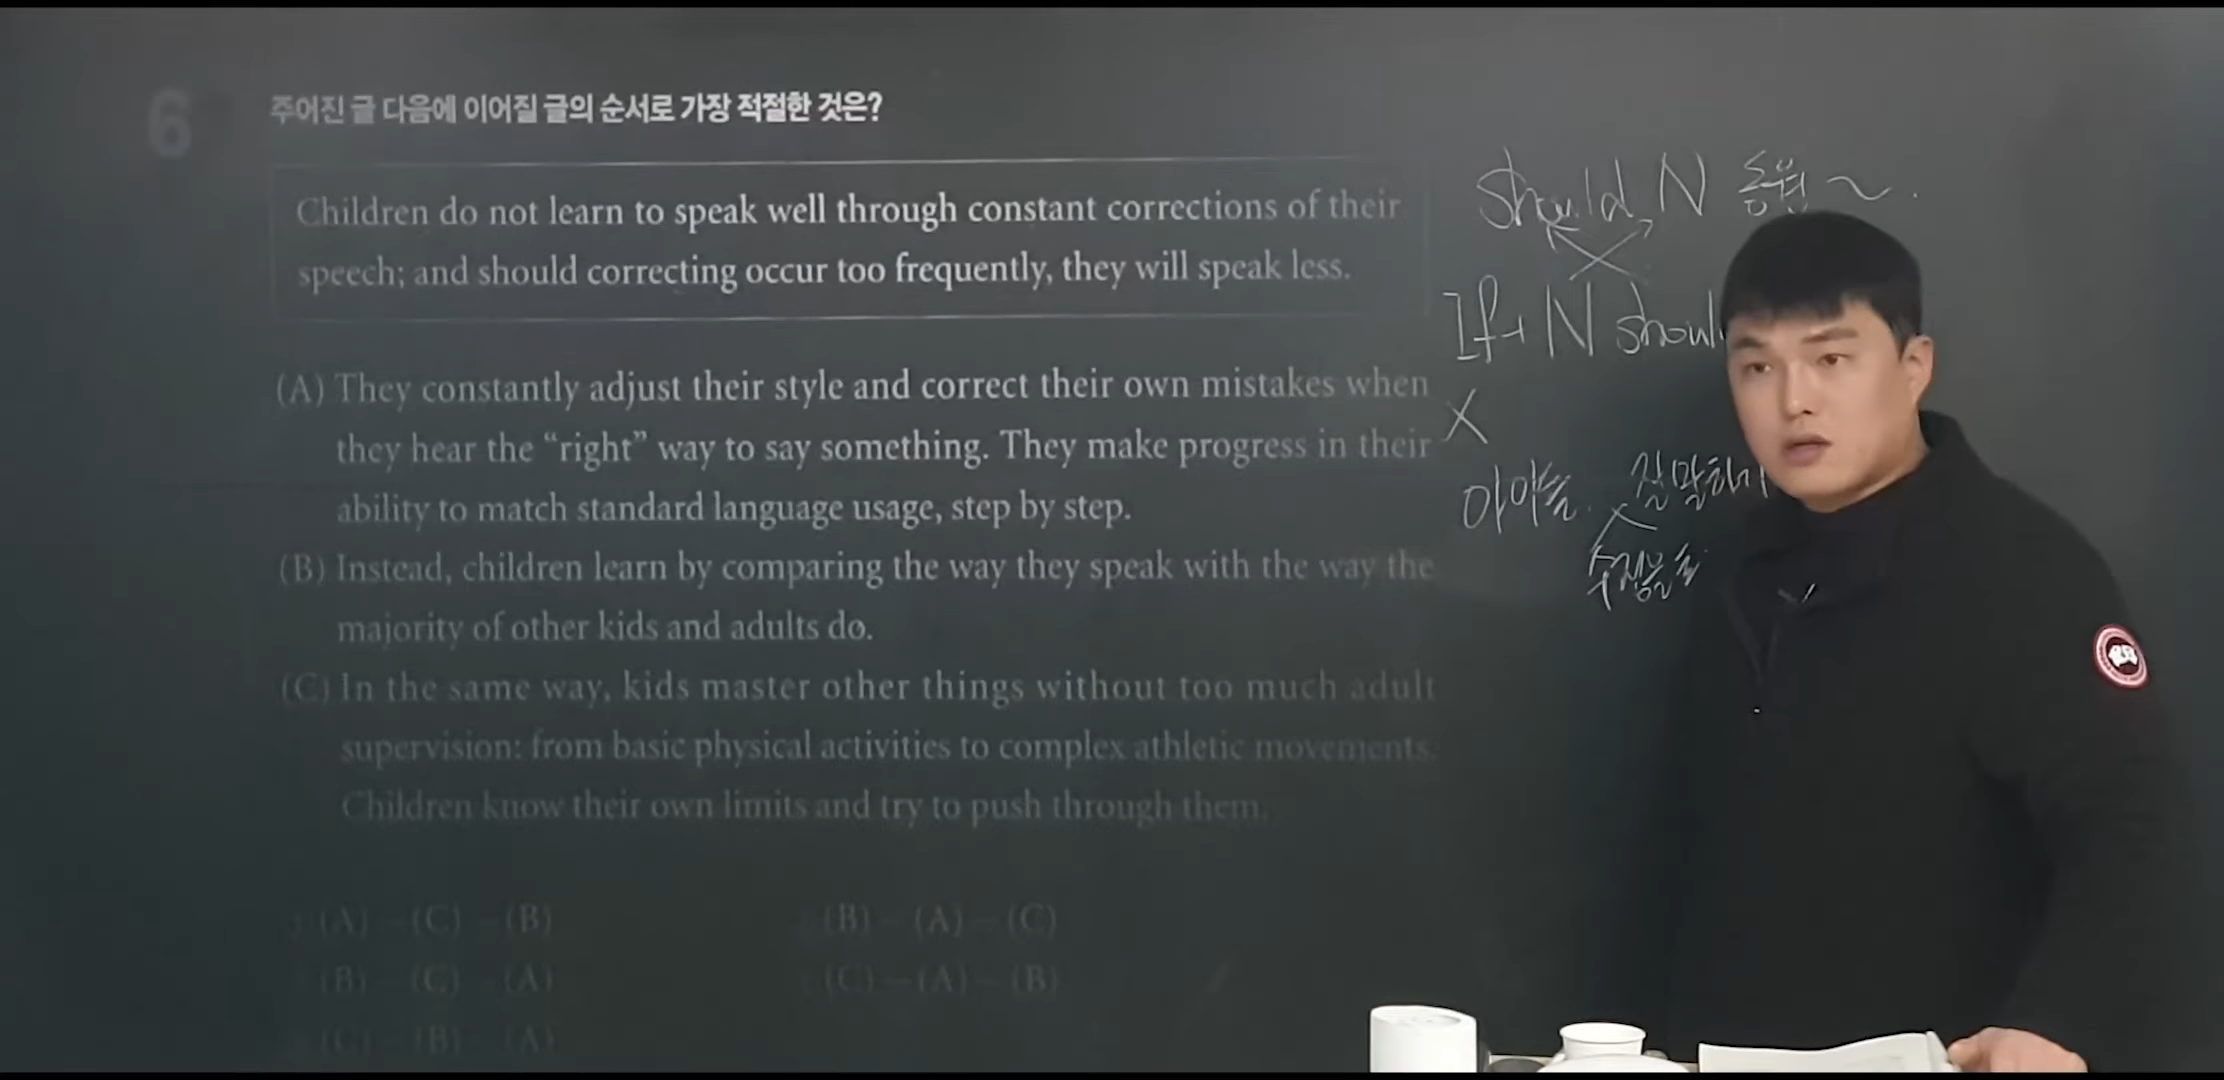 6
주어진 글 다음에 이어질 글의 순서로 가장 적절한 것은?
Children do not learn to speak well through constant corrections of their
speech; and should correcting occur too frequently, they will speak less.
(A) They constantly adjust their style and correct their own mistakes when
they hear the “right” way to say something. They make progress in their
ability to match standard language usage, step by step.
(B) Instead, children learn by comparing the way they speak with the way the
majority of other kids and adults do.
(C) In the same way, kids master other things without too much adult
supervision: from basic physical activities to complex athletic movements.
Children know their own limits and try to push through them.
(A) – (C) – (B)
(B) – (A) – (C)
(B) – (C) – (A)
(C) – (A) – (B)
(C) – (B) – (A)
Should N 동원 ~.
If + N shoul
X
아이들. 잘 말하기
수정을